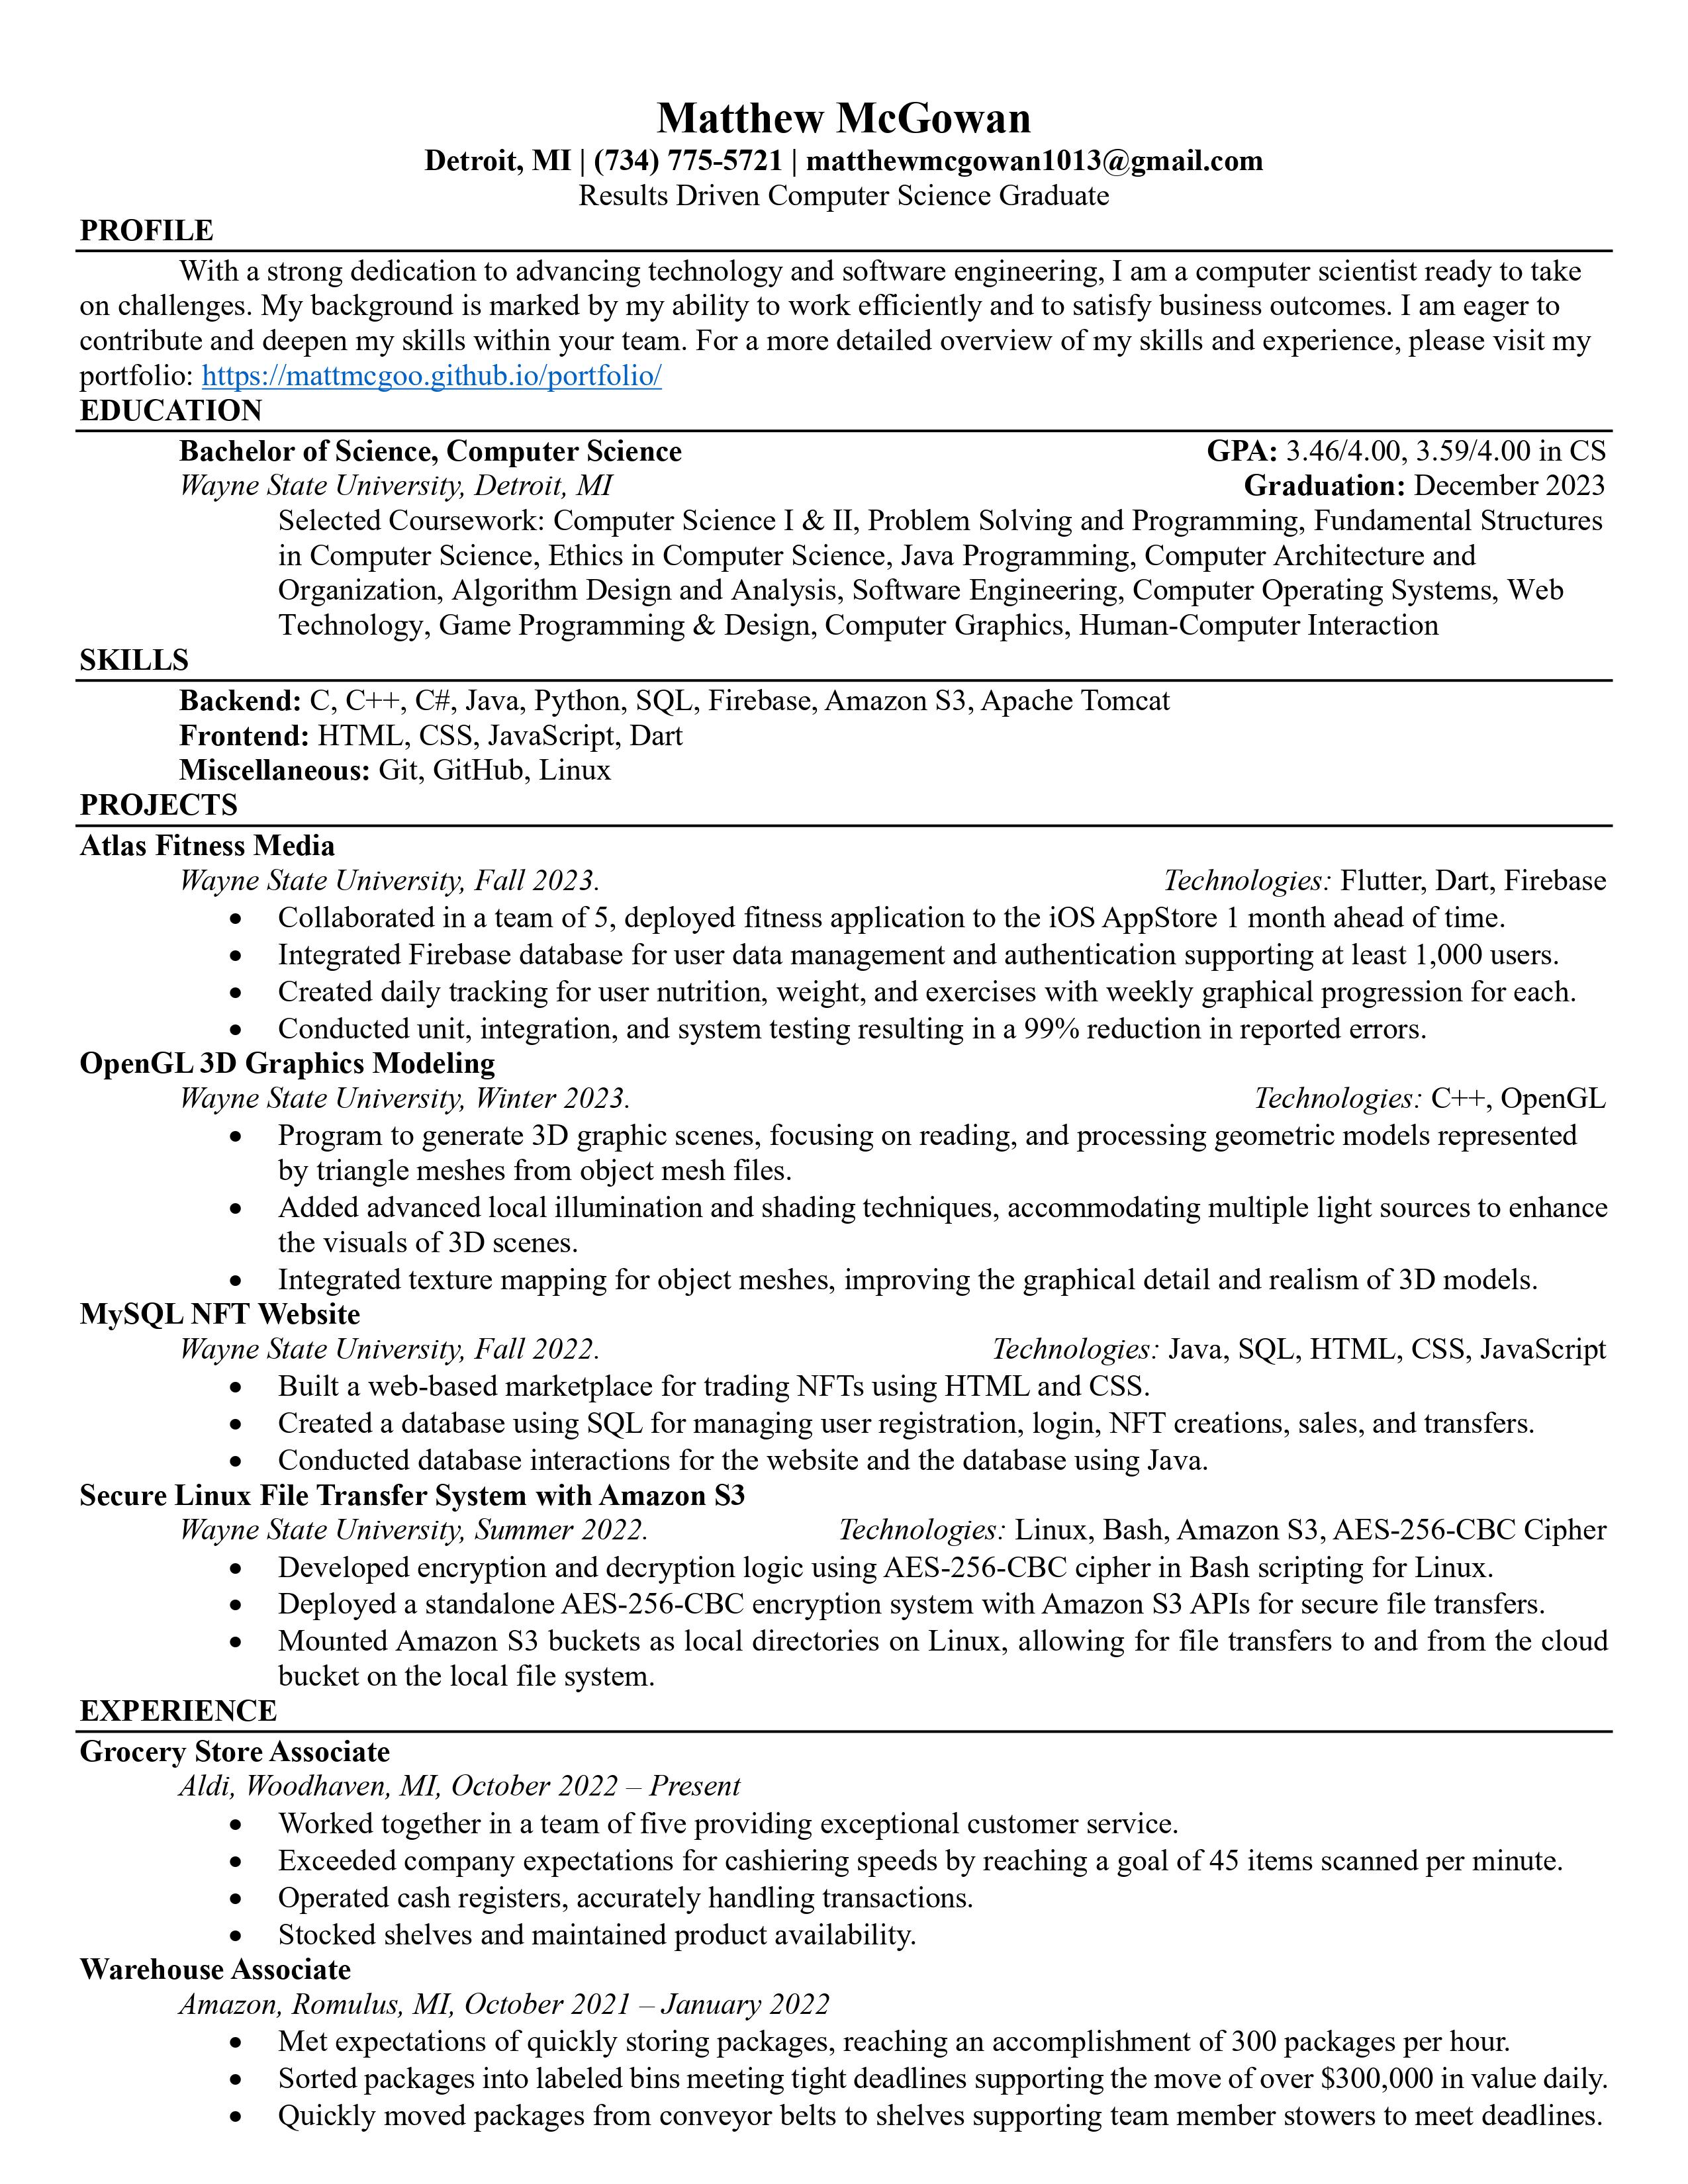 Matthew McGowan
Detroit, MI | (734) 775-5721 | matthewmcgowan1013@gmail.com
Results Driven Computer Science Graduate
PROFILE
With a strong dedication to advancing technology and software engineering, I am a computer scientist ready to take
on challenges. My background is marked by my ability to work efficiently and to satisfy business outcomes. I am eager to
contribute and deepen my skills within your team. For a more detailed overview of my skills and experience, please visit my
portfolio: https://mattmcgoo.github.io/portfolio/
EDUCATION
Bachelor of Science, Computer Science GPA: 3.46/4.00, 3.59/4.00 in CS
Wayne State University, Detroit, MI Graduation: December 2023
Selected Coursework: Computer Science I & II, Problem Solving and Programming, Fundamental Structures
in Computer Science, Ethics in Computer Science, Java Programming, Computer Architecture and
Organization, Algorithm Design and Analysis, Software Engineering, Computer Operating Systems, Web
Technology, Game Programming & Design, Computer Graphics, Human-Computer Interaction
SKILLS
Backend: C, C++, C#, Java, Python, SQL, Firebase, Amazon S3, Apache Tomcat
Frontend: HTML, CSS, JavaScript, Dart
Miscellaneous: Git, GitHub, Linux
PROJECTS
Atlas Fitness Media
Wayne State University, Fall 2023. Technologies: Flutter, Dart, Firebase
• Collaborated in a team of 5, deployed fitness application to the iOS AppStore 1 month ahead of time.
• Integrated Firebase database for user data management and authentication supporting at least 1,000 users.
• Created daily tracking for user nutrition, weight, and exercises with weekly graphical progression for each.
• Conducted unit, integration, and system testing resulting in a 99% reduction in reported errors.
OpenGL 3D Graphics Modeling
Wayne State University, Winter 2023. Technologies: C++, OpenGL
• Program to generate 3D graphic scenes, focusing on reading, and processing geometric models represented
by triangle meshes from object mesh files.
• Added advanced local illumination and shading techniques, accommodating multiple light sources to enhance
the visuals of 3D scenes.
• Integrated texture mapping for object meshes, improving the graphical detail and realism of 3D models.
MySQL NFT Website
Wayne State University, Fall 2022. Technologies: Java, SQL, HTML, CSS, JavaScript
• Built a web-based marketplace for trading NFTs using HTML and CSS.
• Created a database using SQL for managing user registration, login, NFT creations, sales, and transfers.
• Conducted database interactions for the website and the database using Java.
Secure Linux File Transfer System with Amazon S3
Wayne State University, Summer 2022. Technologies: Linux, Bash, Amazon S3, AES-256-CBC Cipher
• Developed encryption and decryption logic using AES-256-CBC cipher in Bash scripting for Linux.
• Deployed a standalone AES-256-CBC encryption system with Amazon S3 APIs for secure file transfers.
• Mounted Amazon S3 buckets as local directories on Linux, allowing for file transfers to and from the cloud
bucket on the local file system.
EXPERIENCE
Grocery Store Associate
Aldi, Woodhaven, MI, October 2022 – Present
• Worked together in a team of five providing exceptional customer service.
• Exceeded company expectations for cashiering speeds by reaching a goal of 45 items scanned per minute.
• Operated cash registers, accurately handling transactions.
• Stocked shelves and maintained product availability.
Warehouse Associate
Amazon, Romulus, MI, October 2021 – January 2022
• Met expectations of quickly storing packages, reaching an accomplishment of 300 packages per hour.
• Sorted packages into labeled bins meeting tight deadlines supporting the move of over $300,000 in value daily.
• Quickly moved packages from conveyor belts to shelves supporting team member stowers to meet deadlines.